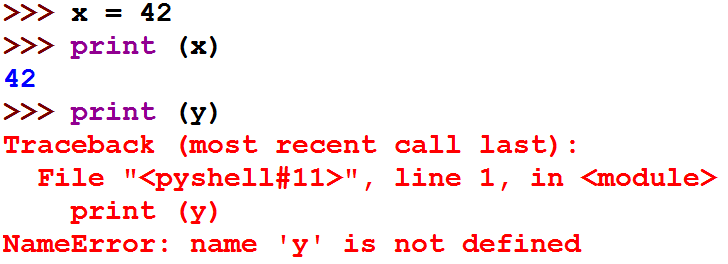 >>> x = 42
>>> print (x)
42
>>> print (y)
Traceback (most recent call last):
  File "<pyshell#11>", line 1, in <module>
    print (y)
NameError: name 'y' is not defined